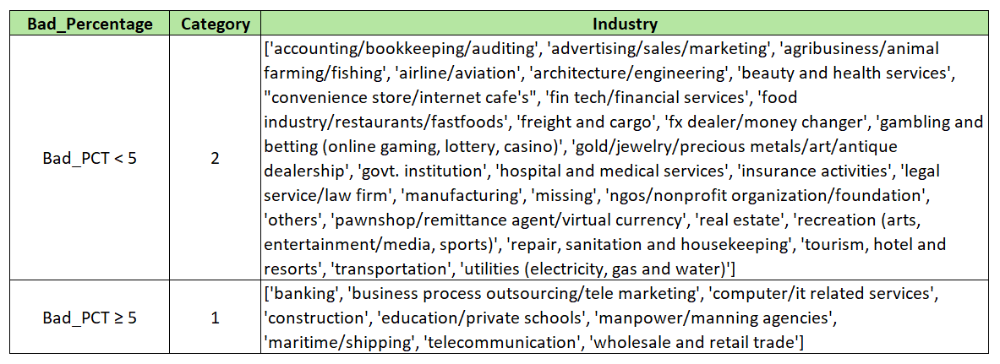 Bad_Percentage Category Industry
['accounting/bookkeeping/auditing', 'advertising/sales/marketing', 'agribusiness/animal
farming/fishing', 'airline/aviation', 'architecture/engineering', 'beauty and health services',
"convenience store/internet cafe's", 'fin tech/financial services', 'food
industry/restaurants/fastfoods', 'freight and cargo', 'fx dealer/money changer', 'gambling and
betting (online gaming, lottery, casino)', 'gold/jewelry/precious metals/art/antique
Bad_PCT < 5 2 dealership', 'govt. institution', 'hospital and medical services', 'insurance activities', 'legal
service/law firm', 'manufacturing', 'missing', 'ngos/nonprofit organization/foundation',
'others', 'pawnshop/remittance agent/virtual currency', 'real estate', 'recreation (arts,
entertainment/media, sports)', 'repair, sanitation and housekeeping', 'tourism, hotel and
resorts', 'transportation', 'utilities (electricity, gas and water)']
['banking', 'business process outsourcing/tele marketing', 'computer/it related services',
Bad_PCT ≥ 5 1 'construction', 'education/private schools', 'manpower/manning agencies',
'maritime/shipping', 'telecommunication', 'wholesale and retail trade']